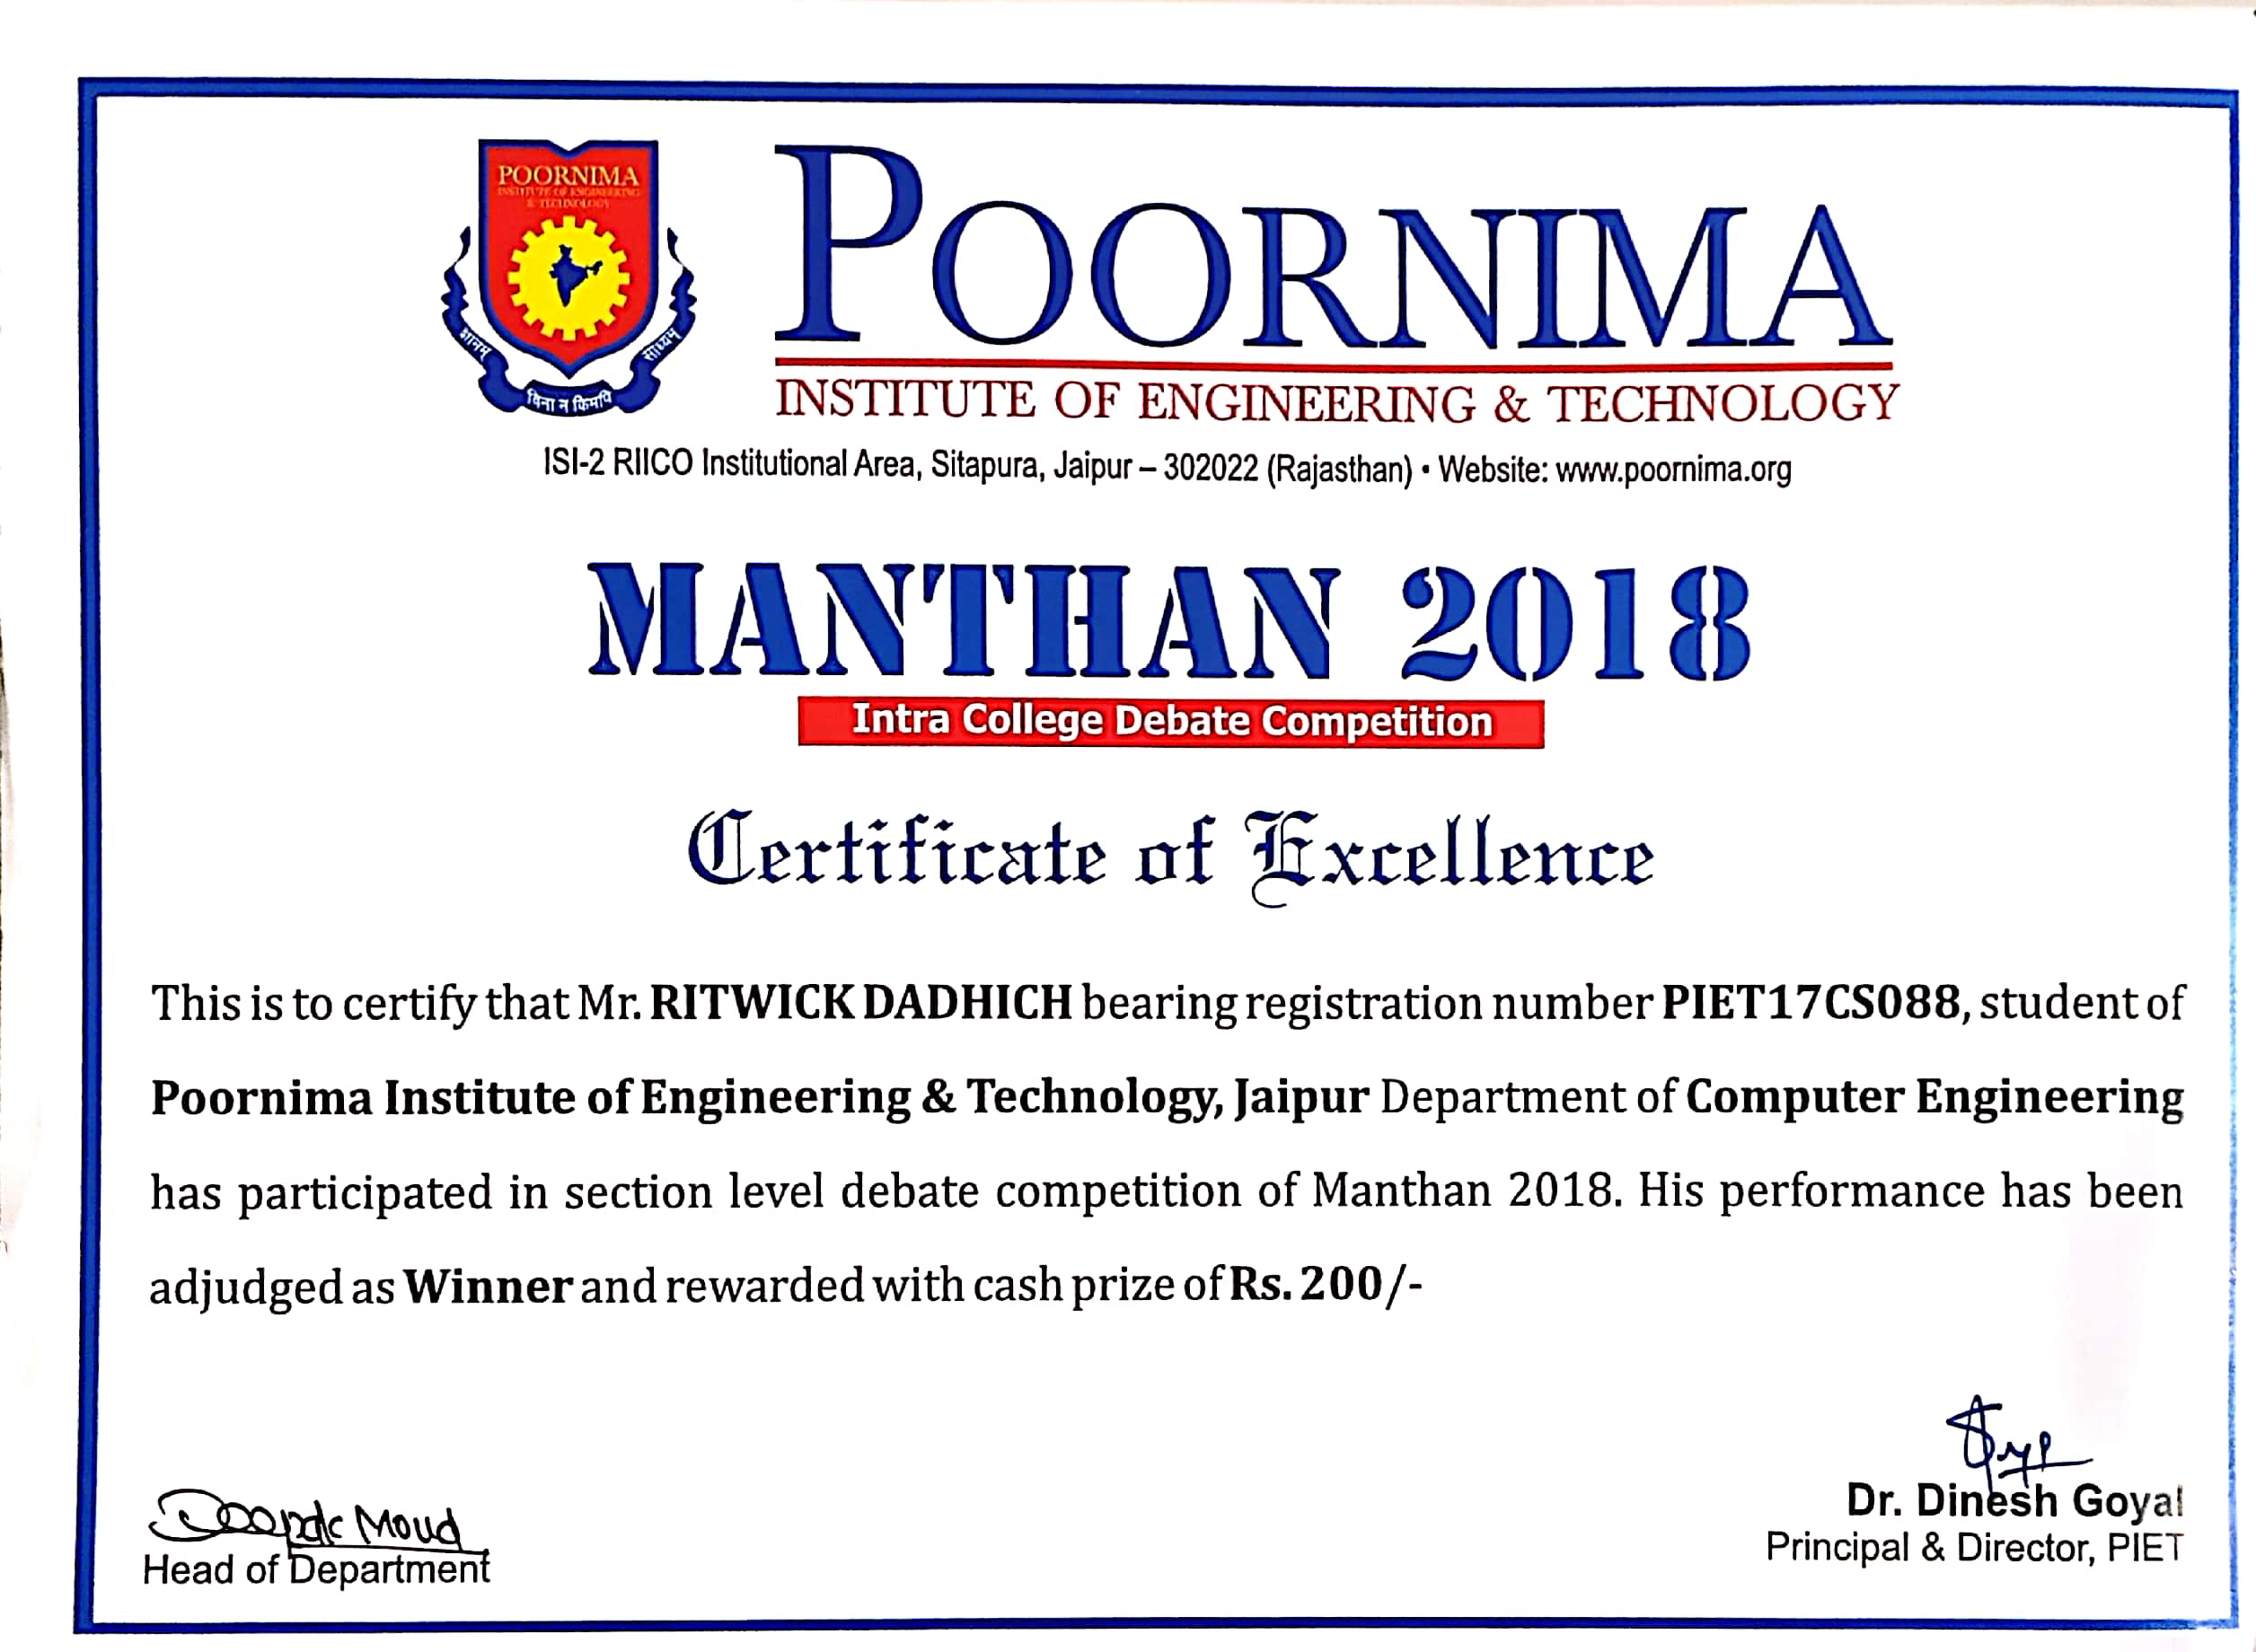 POORNIMA
INSTITUTE OF ENGINEERING
& TECHNOLOGY
ज्ञानम्
विना न किमपि
साध्यम्
POORNIMA
INSTITUTE OF ENGINEERING & TECHNOLOGY
ISI-2 RIICO Institutional Area, Sitapura, Jaipur – 302022 (Rajasthan) • Website: www.poornima.org
MANTHAN 2018
Intra College Debate Competition
Certificate of Excellence
This is to certify that Mr. RITWICK DADHICH bearing registration number PIET17CS088, student of
Poornima Institute of Engineering & Technology, Jaipur Department of Computer Engineering
has participated in section level debate competition of Manthan 2018. His performance has been
adjudged as Winner and rewarded with cash prize of Rs. 200/-
Moud
Head of Department
Dr. Dinesh Goyal
Principal & Director, PIET